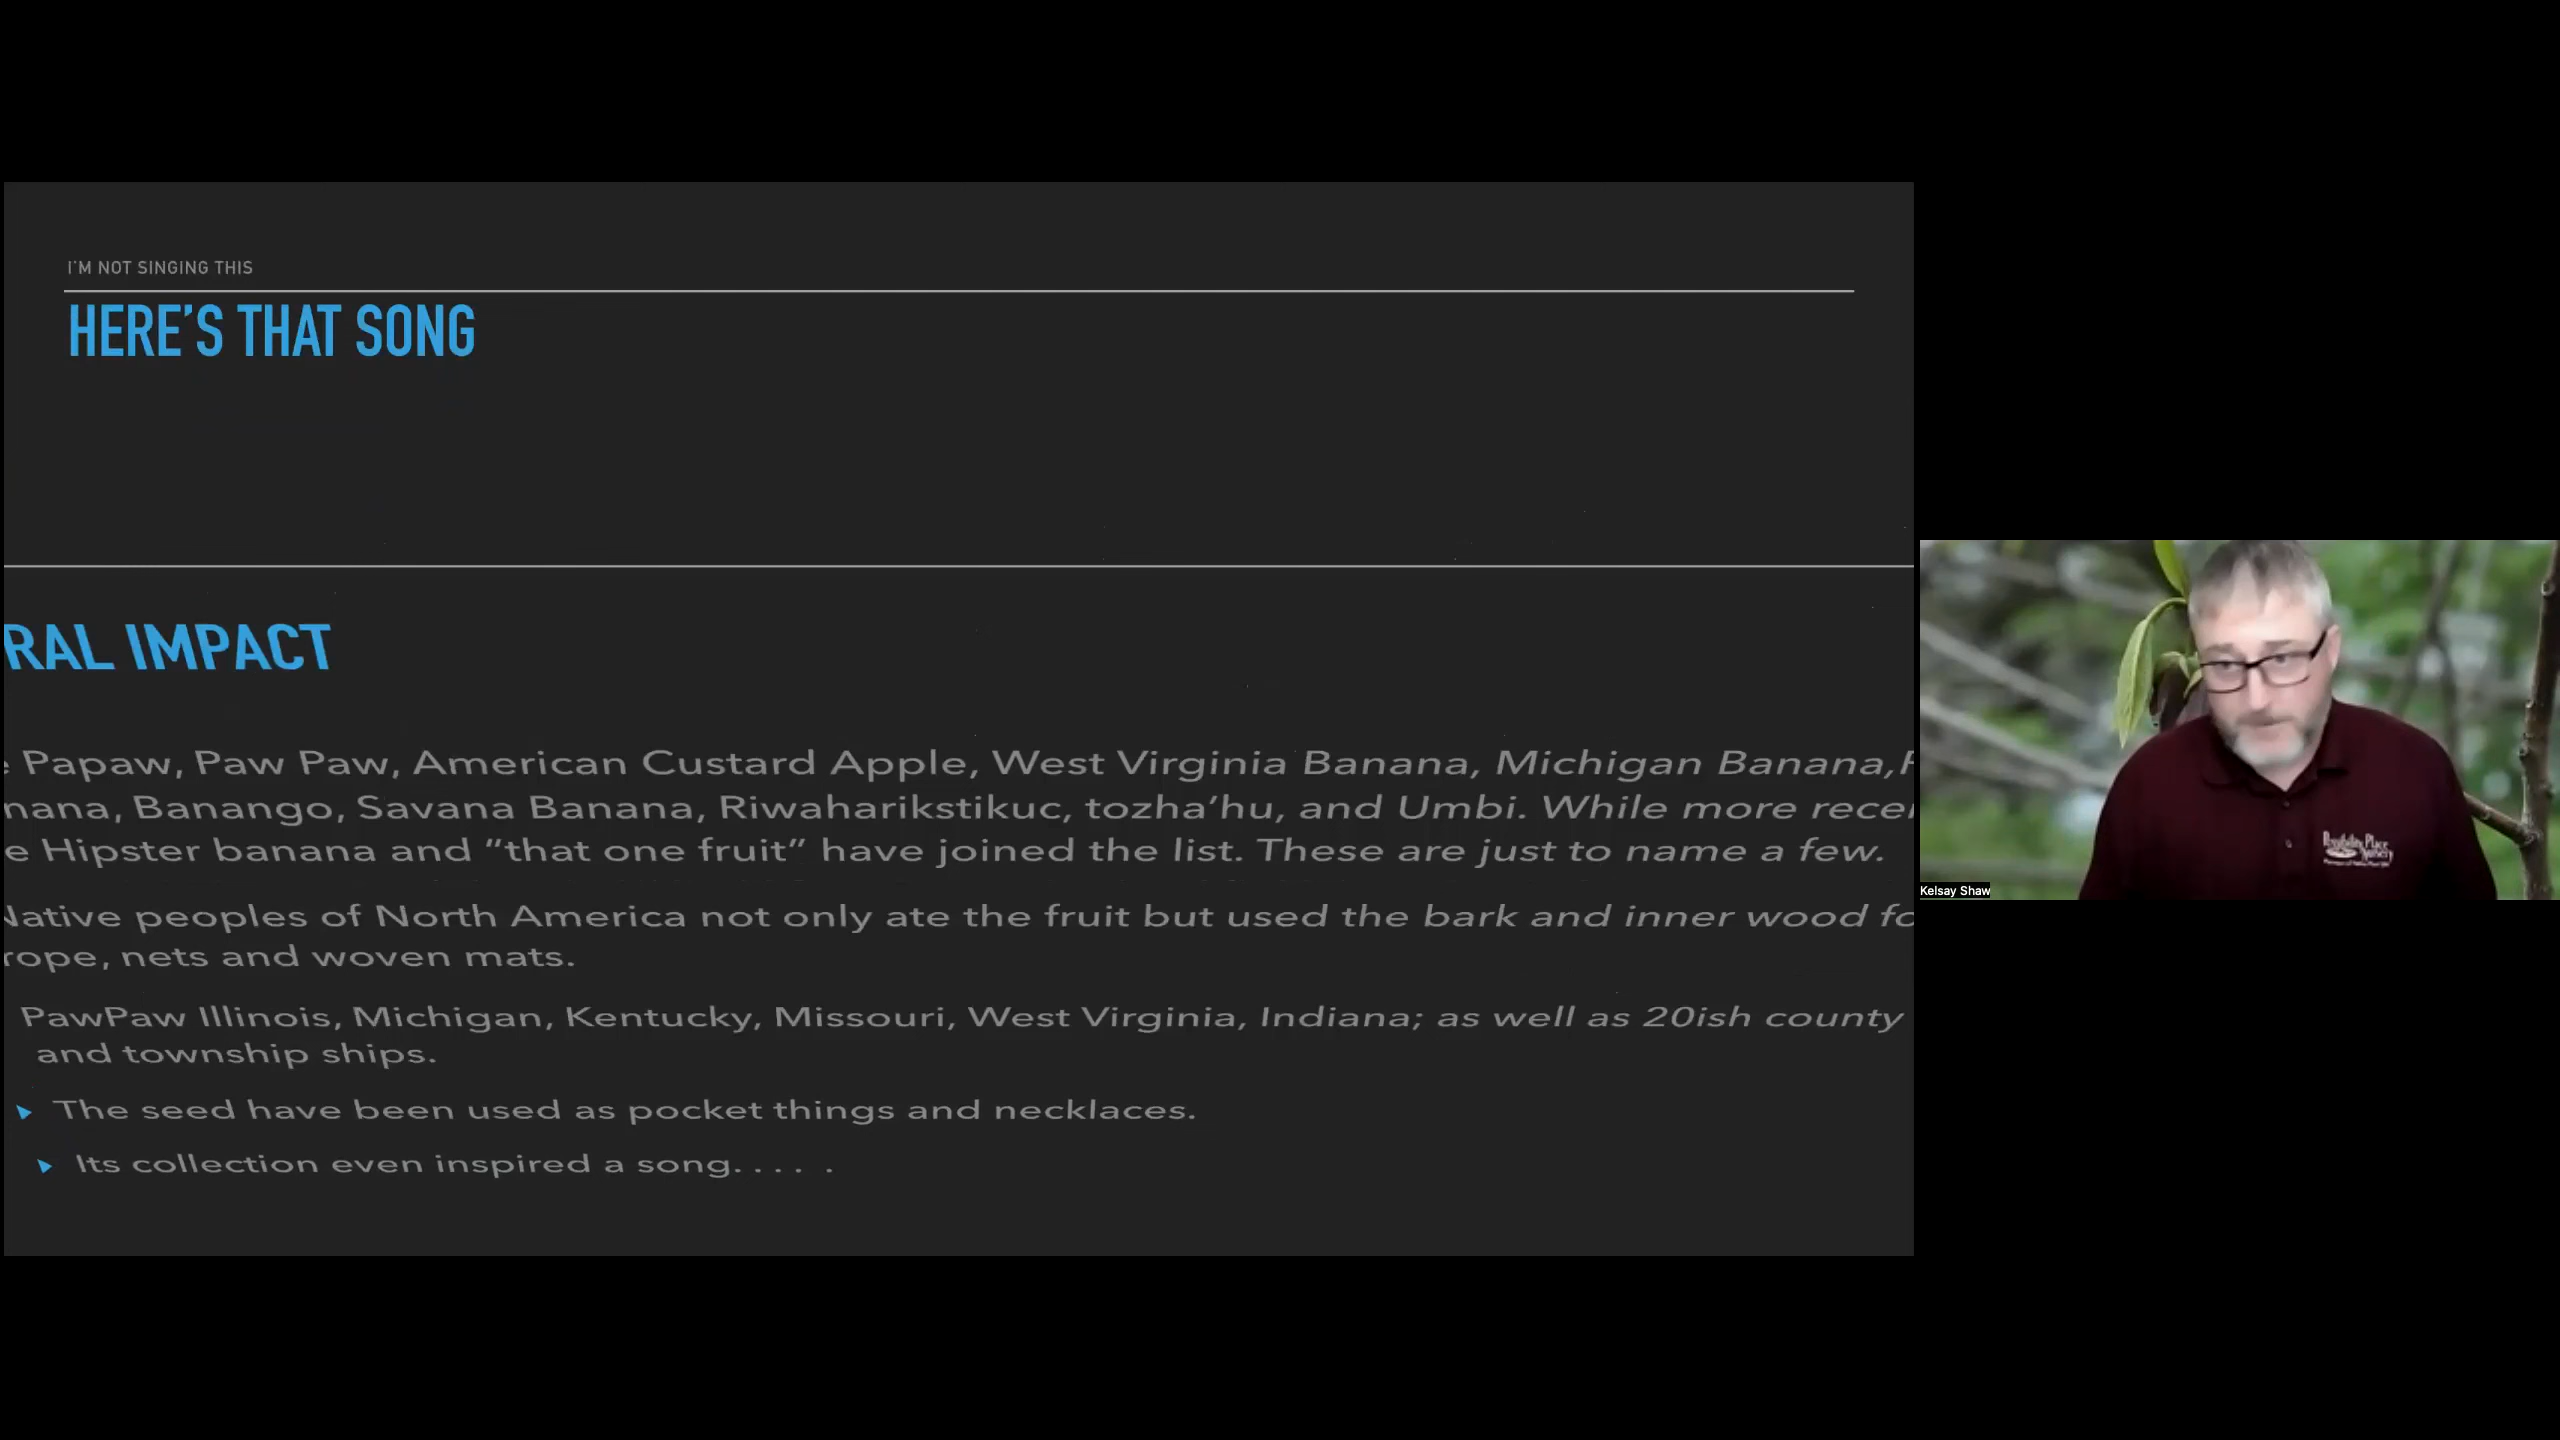 I'M NOT SINGING THIS
HERE'S THAT SONG
RAL IMPACT
Papaw, Paw Paw, American Custard Apple, West Virginia Banana, Michigan Banana,
nana, Banango, Savana Banana, Riwaharikstikuc, tozha'hu, and Umbi. While more recen
e Hipster banana and "that one fruit" have joined the list. These are just to name a few.
Native peoples of North America not only ate the fruit but used the bark and inner wood fo
rope, nets and woven mats.
PawPaw Illinois, Michigan, Kentucky, Missouri, West Virginia, Indiana; as well as 20ish county
and township ships.
The seed have been used as pocket things and necklaces.
Its collection even inspired a song. . . . .
Possibility Place
Nursery
Kelsay Shaw